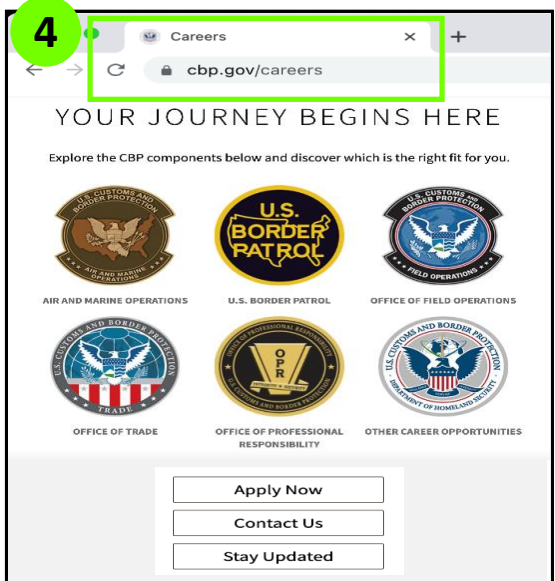 4
Careers
cbp.gov/careers
YOUR JOURNEY BEGINS HERE
Explore the CBP components below and discover which is the right fit for you.
U.S. CUSTOMS AND
BORDER PROTECTION
AIR AND MARINE
OPERATIONS
U.S.
BORDER
PATROL
U.S. CUSTOMS AND
BORDER PROTECTION
FIELD OPERATIONS
AIR AND MARINE OPERATIONS
U.S. BORDER PATROL
OFFICE OF FIELD OPERATIONS
U.S. CUSTOMS AND BORDER PROTECTION
TRADE
OFFICE OF PROFESSIONAL RESPONSIBILITY
OPR
INTEGRITY * SECURITY
U.S. CUSTOMS AND BORDER PROTECTION
U.S. CUSTOMS AND BORDER PROTECTION
DEPARTMENT OF HOMELAND SECURITY
OFFICE OF TRADE
OFFICE OF PROFESSIONAL
RESPONSIBILITY
OTHER CAREER OPPORTUNITIES
Apply Now
Contact Us
Stay Updated